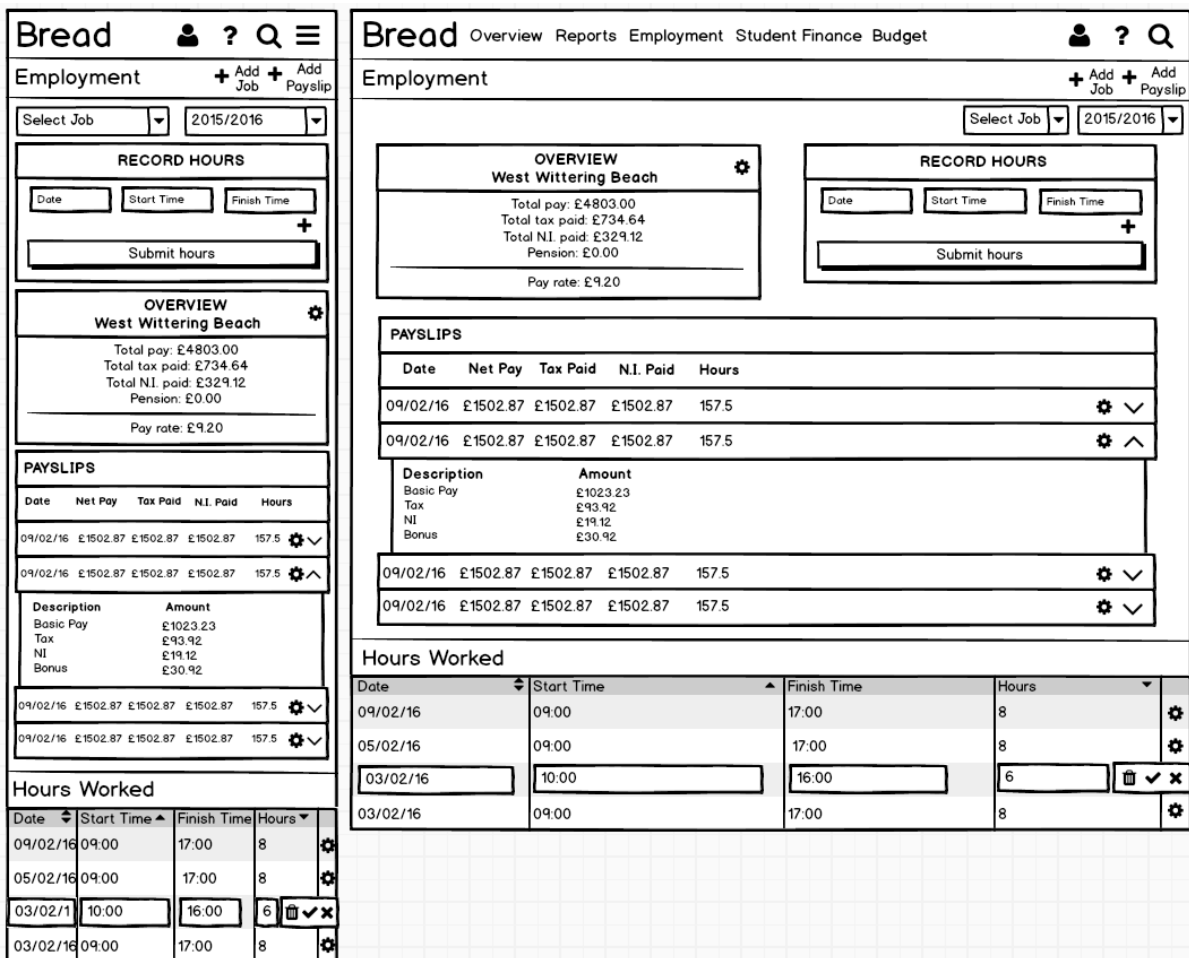 Bread
Employment
Add Job
Add Payslip
Select Job
2015/2016
RECORD HOURS
Date Start Time Finish Time
Submit hours
OVERVIEW
West Wittering Beach
Total pay: £4803.00
Total tax paid: £734.64
Total N.I. paid: £329.12
Pension: £0.00
Pay rate: £9.20
PAYSLIPS
Date Net Pay Tax Paid N.I. Paid Hours
09/02/16 £1502.87 £1502.87 £1502.87 157.5
09/02/16 £1502.87 £1502.87 £1502.87 157.5
Description Amount
Basic Pay £1023.23
Tax £93.92
NI £19.12
Bonus £30.92
09/02/16 £1502.87 £1502.87 £1502.87 157.5
09/02/16 £1502.87 £1502.87 £1502.87 157.5
Hours Worked
Date Start Time Finish Time Hours
09/02/16 09:00 17:00 8
05/02/16 09:00 17:00 8
03/02/1 10:00 16:00 6
03/02/16 09:00 17:00 8
Bread Overview Reports Employment Student Finance Budget ?
Employment
Add Job
Add Payslip
Select Job
2015/2016
OVERVIEW
West Wittering Beach
Total pay: £4803.00
Total tax paid: £734.64
Total N.I. paid: £329.12
Pension: £0.00
Pay rate: £9.20
RECORD HOURS
Date Start Time Finish Time
Submit hours
PAYSLIPS
Date Net Pay Tax Paid N.I. Paid Hours
09/02/16 £1502.87 £1502.87 £1502.87 157.5
09/02/16 £1502.87 £1502.87 £1502.87 157.5
Description Amount
Basic Pay £1023.23
Tax £93.92
NI £19.12
Bonus £30.92
09/02/16 £1502.87 £1502.87 £1502.87 157.5
09/02/16 £1502.87 £1502.87 £1502.87 157.5
Hours Worked
Date Start Time Finish Time Hours
09/02/16 09:00 17:00 8
05/02/16 09:00 17:00 8
03/02/16 10:00 16:00 6
03/02/16 09:00 17:00 8